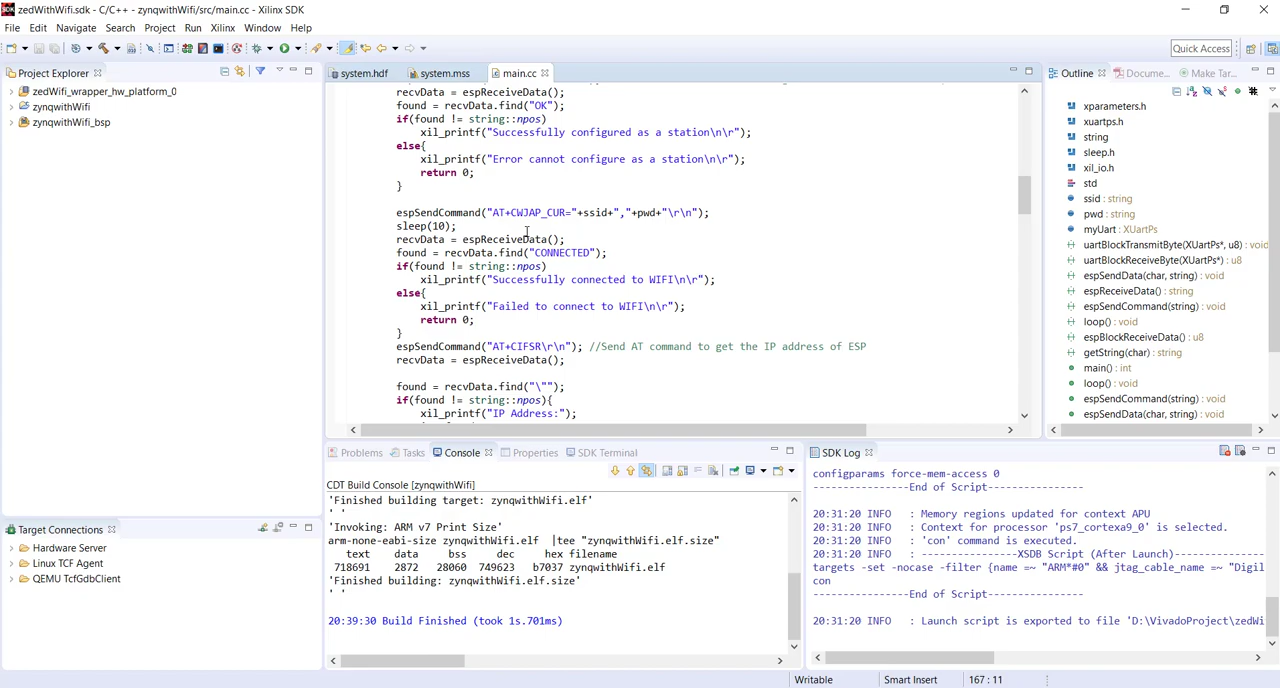 zedWithWifi.sdk - C/C++ - zynqwithWifi/src/main.cc - Xilinx SDK
File Edit Navigate Search Project Run Xilinx Window Help
Quick Access
Project Explorer
zedWifi_wrapper_hw_platform_0
zynqwithWifi
zynqwithWifi_bsp
system.hdf system.mss main.cc
recvData = espReceiveData();
found = recvData.find("OK");
if(found != string::npos)
xil_printf("Successfully configured as a station\n\r");
else{
xil_printf("Error cannot configure as a station\n\r");
return 0;
}
espSendCommand("AT+CWJAP_CUR="+ssid+","+pwd+"\r\n");
sleep(10);
recvData = espReceiveData();
found = recvData.find("CONNECTED");
if(found != string::npos)
xil_printf("Successfully connected to WIFI\n\r");
else{
xil_printf("Failed to connect to WIFI\n\r");
return 0;
}
espSendCommand("AT+CIFSR\r\n"); //Send AT command to get the IP address of ESP
recvData = espReceiveData();
found = recvData.find("\"");
if(found != string::npos){
xil_printf("IP Address:");
Outline Docume... Make Tar...
xparameters.h
xuartps.h
string
sleep.h
xil_io.h
std
ssid : string
pwd : string
myUart : XUartPs
uartBlockTransmitByte(XUartPs*, u8) : void
uartBlockReceiveByte(XUartPs*) : u8
espSendData(char, string) : void
espReceiveData() : string
espSendCommand(string) : void
loop() : void
espBlockReceiveData() : u8
getString(char) : string
main() : int
loop() : void
espSendCommand(string) : void
espSendData(char, string) : void
Target Connections
Hardware Server
Linux TCF Agent
QEMU TcfGdbClient
Problems Tasks Console Properties SDK Terminal
CDT Build Console [zynqwithWifi]
'Finished building target: zynqwithWifi.elf'
' '
'Invoking: ARM v7 Print Size'
arm-none-eabi-size zynqwithWifi.elf |tee "zynqwithWifi.elf.size"
text data bss dec hex filename
718691 2872 28060 749623 b7037 zynqwithWifi.elf
'Finished building: zynqwithWifi.elf.size'
' '
20:39:30 Build Finished (took 1s.701ms)
SDK Log
configparams force-mem-access 0
----------------End of Script----------------
20:31:20 INFO : Memory regions updated for context APU
20:31:20 INFO : Context for processor 'ps7_cortexa9_0' is selected.
20:31:20 INFO : 'con' command is executed.
20:31:20 INFO : ----------------XSDB Script (After Launch)----------
targets -set -nocase -filter {name =~ "ARM*#0" && jtag_cable_name =~ "Digil
con
----------------End of Script----------------
20:31:20 INFO : Launch script is exported to file 'D:\VivadoProject\zedWi
Writable Smart Insert 167 : 11